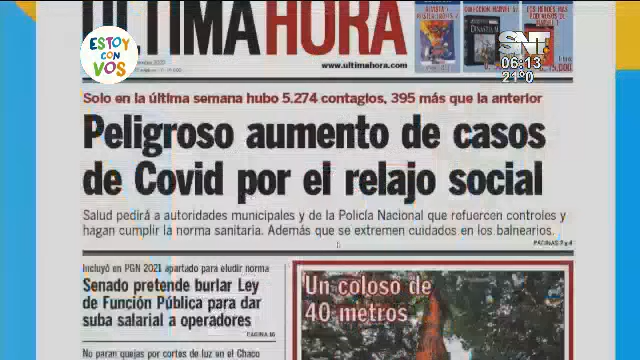 ESTOY
CON
VOS
ÚLTIMA HORA
www.ultimahora.com
SNT
06:13
21°0
Solo en la última semana hubo 5.274 contagios, 395 más que la anterior
Peligroso aumento de casos
de Covid por el relajo social
Salud pedirá a autoridades municipales y de la Policía Nacional que refuercen controles y
hagan cumplir la norma sanitaria. Además que se extremen cuidados en los balnearios.
Incluyó en PGN 2021 apartado para eludir norma
Senado pretende burlar Ley
de Función Pública para dar
suba salarial a operadores
Un coloso de
40 metros
No paran quejas por cortes de luz en el Chaco